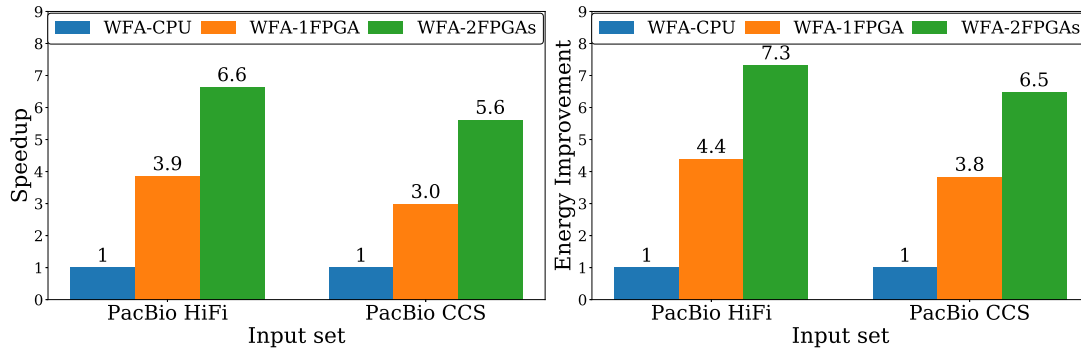 WFA-CPU WFA-1FPGA WFA-2FPGAs
Speedup
9
8
7
6
5
4
3
2
1
0
1 3.9 6.6
1 3.0 5.6
PacBio HiFi PacBio CCS
Input set
WFA-CPU WFA-1FPGA WFA-2FPGAs
Energy Improvement
9
8
7
6
5
4
3
2
1
0
1 4.4 7.3
1 3.8 6.5
PacBio HiFi PacBio CCS
Input set